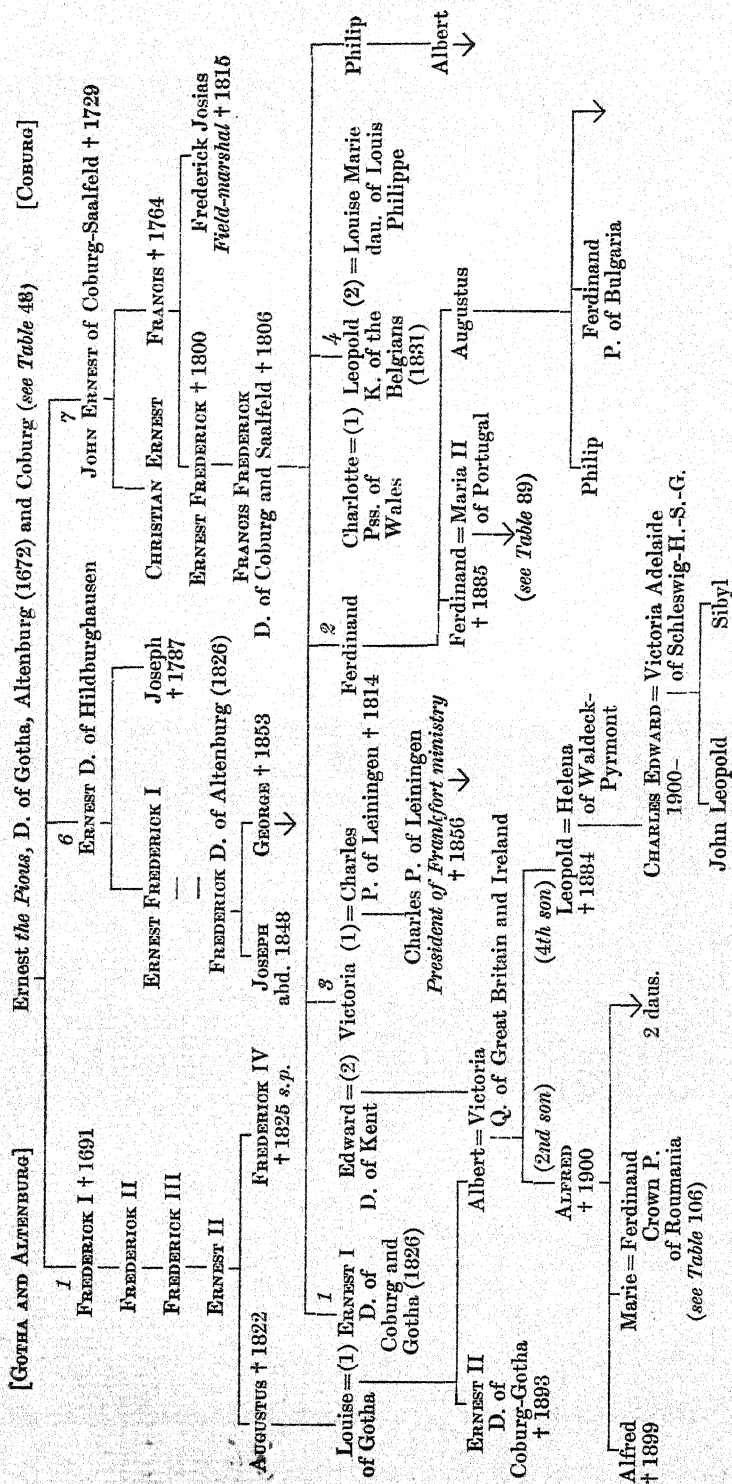 [GOTHA AND ALTENBURG]
Ernest the Pious, D. of Gotha, Altenburg (1672) and Coburg (see Table 48)
[COBURG]
1
FREDERICK I † 1691
6
ERNEST D. of Hildburghausen
7
JOHN ERNEST of Coburg-Saalfeld † 1729
FREDERICK II
ERNEST FREDERICK I
Joseph
† 1787
CHRISTIAN ERNEST
FRANCIS † 1764
FREDERICK III
ERNEST FREDERICK † 1800
Frederick Josias
Field-marshal † 1815
ERNEST II
FREDERICK D. of Altenburg (1826)
FRANCIS FREDERICK
D. of Coburg and Saalfeld † 1806
AUGUSTUS † 1822
FREDERICK IV
† 1825 s.p.
JOSEPH
abd. 1848
GEORGE † 1853
1
3
2
4
Louise=(1) ERNEST I
of Gotha
D. of
Coburg and
Gotha (1826)
Edward=(2) Victoria (1)=Charles
D. of Kent
P. of Leiningen † 1814
Ferdinand
Charlotte=(1) Leopold (2)=Louise Marie
Pss. of
Wales
K. of the
Belgians
(1831)
dau. of Louis
Philippe
Philip
Charles P. of Leiningen
President of Frankfort ministry
† 1856
Albert
ERNEST II
D. of
Coburg-Gotha
† 1893
Albert=Victoria
Q. of Great Britain and Ireland
Ferdinand=Maria II
† 1885
of Portugal
(see Table 89)
Augustus
(2nd son)
ALFRED
† 1900
(4th son)
Leopold=Helena
† 1884
of Waldeck-
Pyrmont
Philip
Ferdinand
P. of Bulgaria
Alfred
† 1899
Marie=Ferdinand
Crown P.
of Roumania
(see Table 106)
2 daus.
CHARLES EDWARD=Victoria Adelaide
1900–
of Schleswig-H.-S.-G.
John Leopold
Sibyl